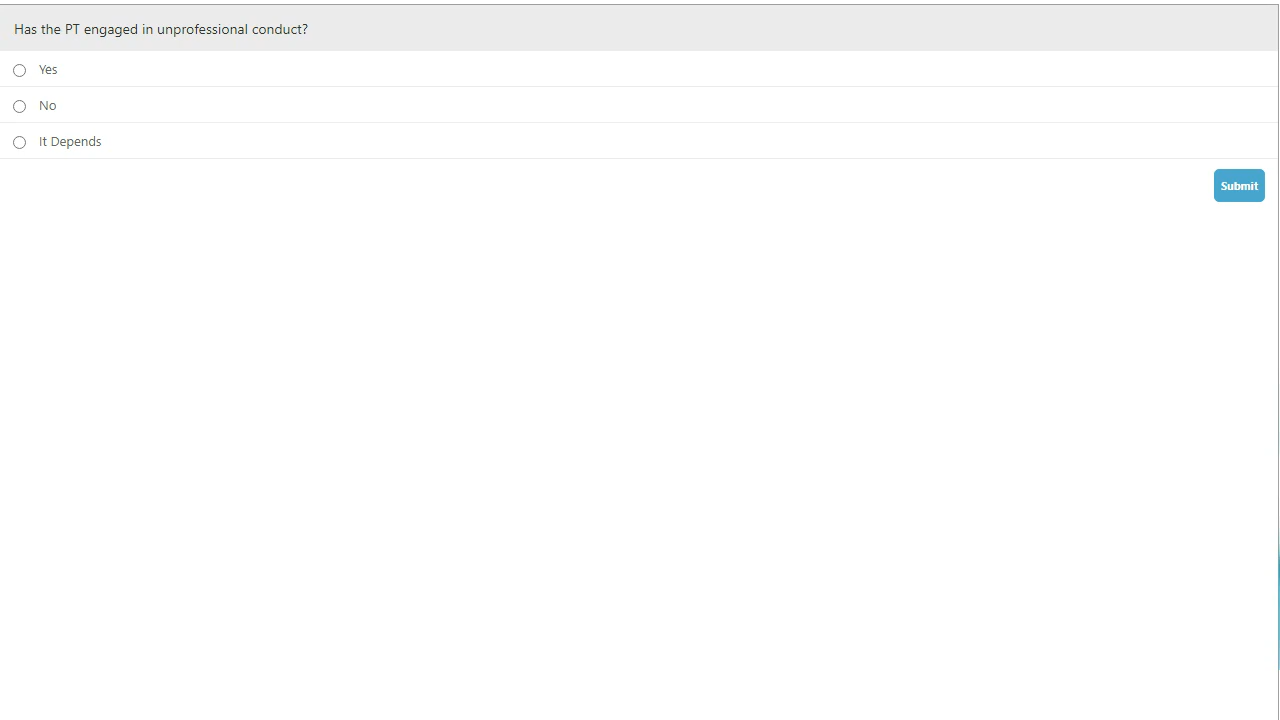 Has the PT engaged in unprofessional conduct?
Yes
No
It Depends
Submit